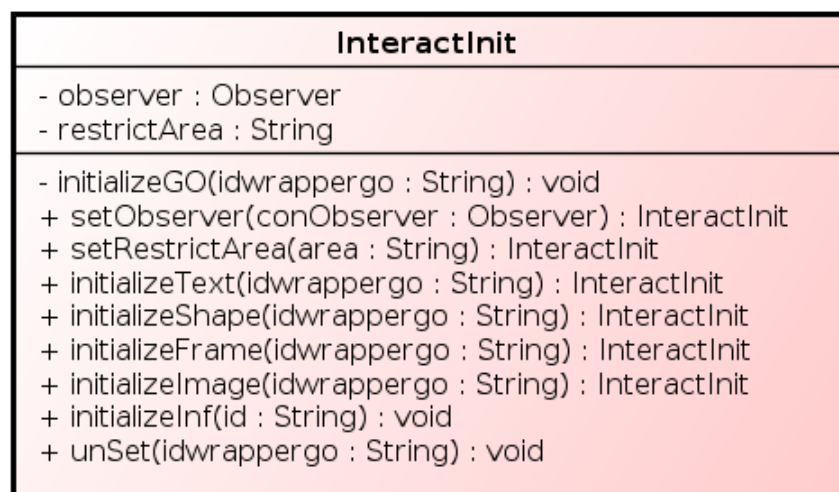 InteractInit
- observer : Observer
- restrictArea : String
- initializeGO(idwrappergo : String) : void
+ setObserver(conObserver : Observer) : InteractInit
+ setRestrictArea(area : String) : InteractInit
+ initializeText(idwrappergo : String) : InteractInit
+ initializeShape(idwrappergo : String) : InteractInit
+ initializeFrame(idwrappergo : String) : InteractInit
+ initializeImage(idwrappergo : String) : InteractInit
+ initializeInf(id : String) : void
+ unSet(idwrappergo : String) : void